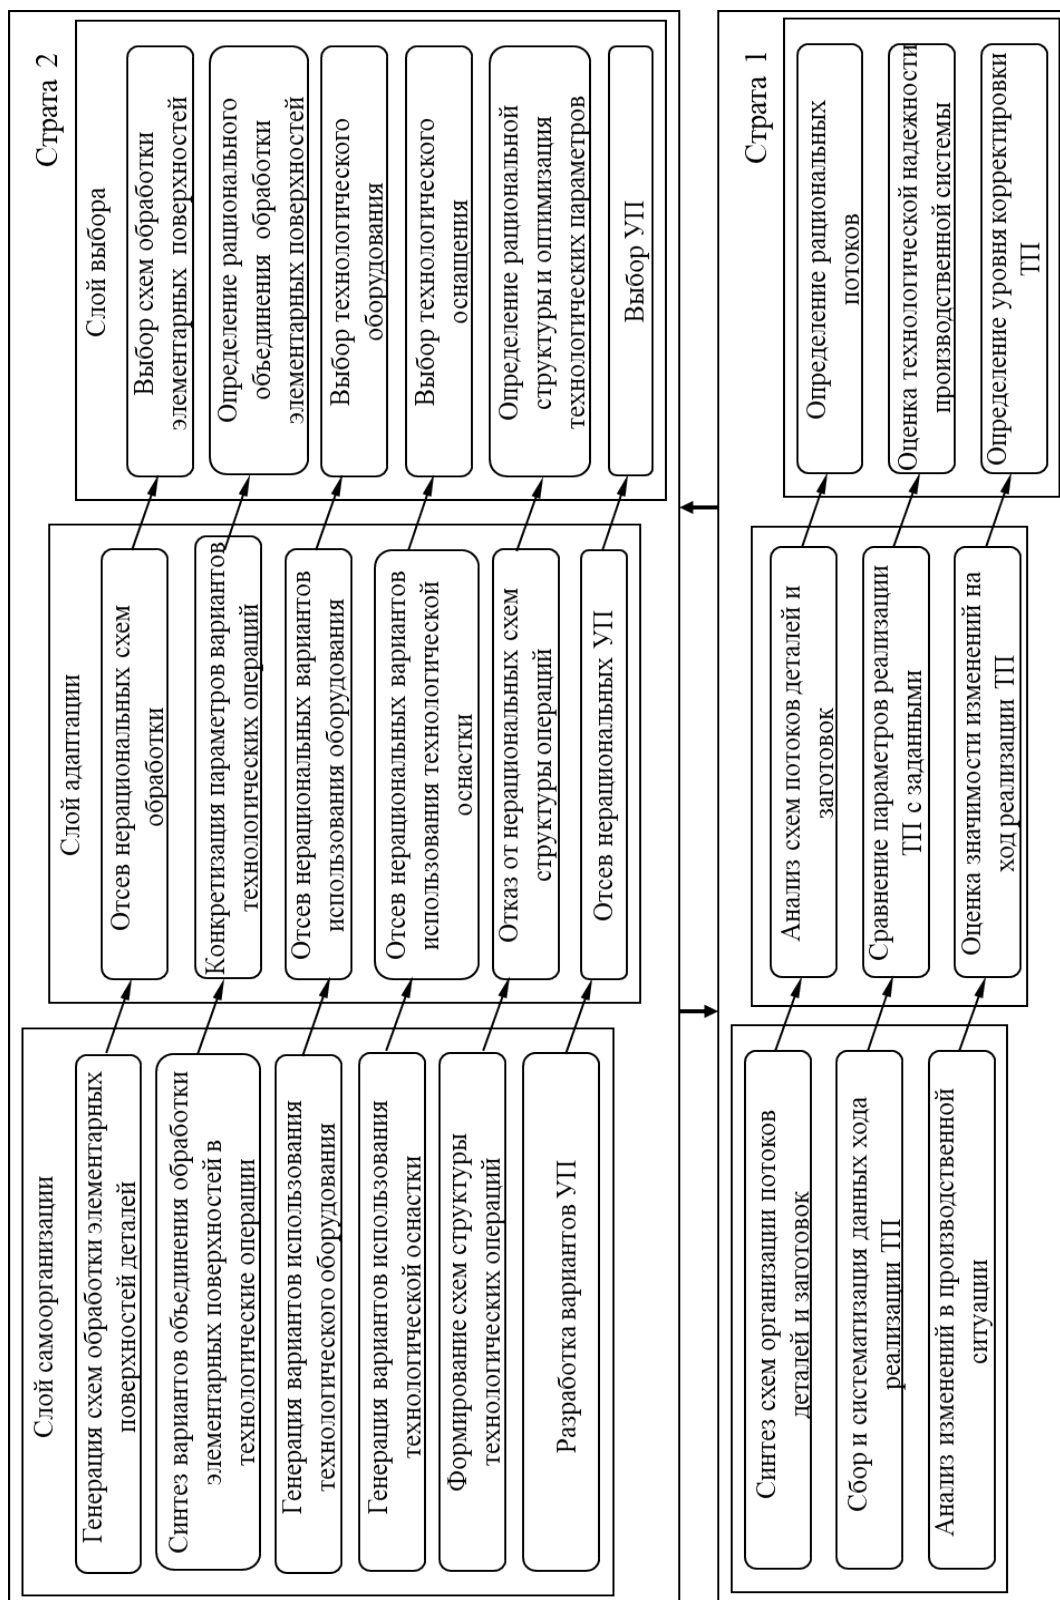 Страта 2
Слой самоорганизации
Генерация схем обработки элементарных
поверхностей деталей
Синтез вариантов объединения обработки
элементарных поверхностей в
технологические операции
Генерация вариантов использования
технологического оборудования
Генерация вариантов использования
технологической оснастки
Формирование схем структуры
технологических операций
Разработка вариантов УП
Слой адаптации
Отсев нерациональных схем
обработки
Конкретизация параметров вариантов
технологических операций
Отсев нерациональных вариантов
использования оборудования
Отсев нерациональных вариантов
использования технологической
оснастки
Отказ от нерациональных схем
структуры операций
Отсев нерациональных УП
Слой выбора
Выбор схем обработки
элементарных поверхностей
Определение рационального
объединения обработки
элементарных поверхностей
Выбор технологического
оборудования
Выбор технологического
оснащения
Определение рациональной
структуры и оптимизация
технологических параметров
Выбор УП
Страта 1
Синтез схем организации потоков
деталей и заготовок
Сбор и систематизация данных хода
реализации ТП
Анализ изменений в производственной
ситуации
Анализ схем потоков деталей и
заготовок
Сравнение параметров реализации
ТП с заданными
Оценка значимости изменений на
ход реализации ТП
Определение рациональных
потоков
Оценка технологической надежности
производственной системы
Определение уровня корректировки
ТП